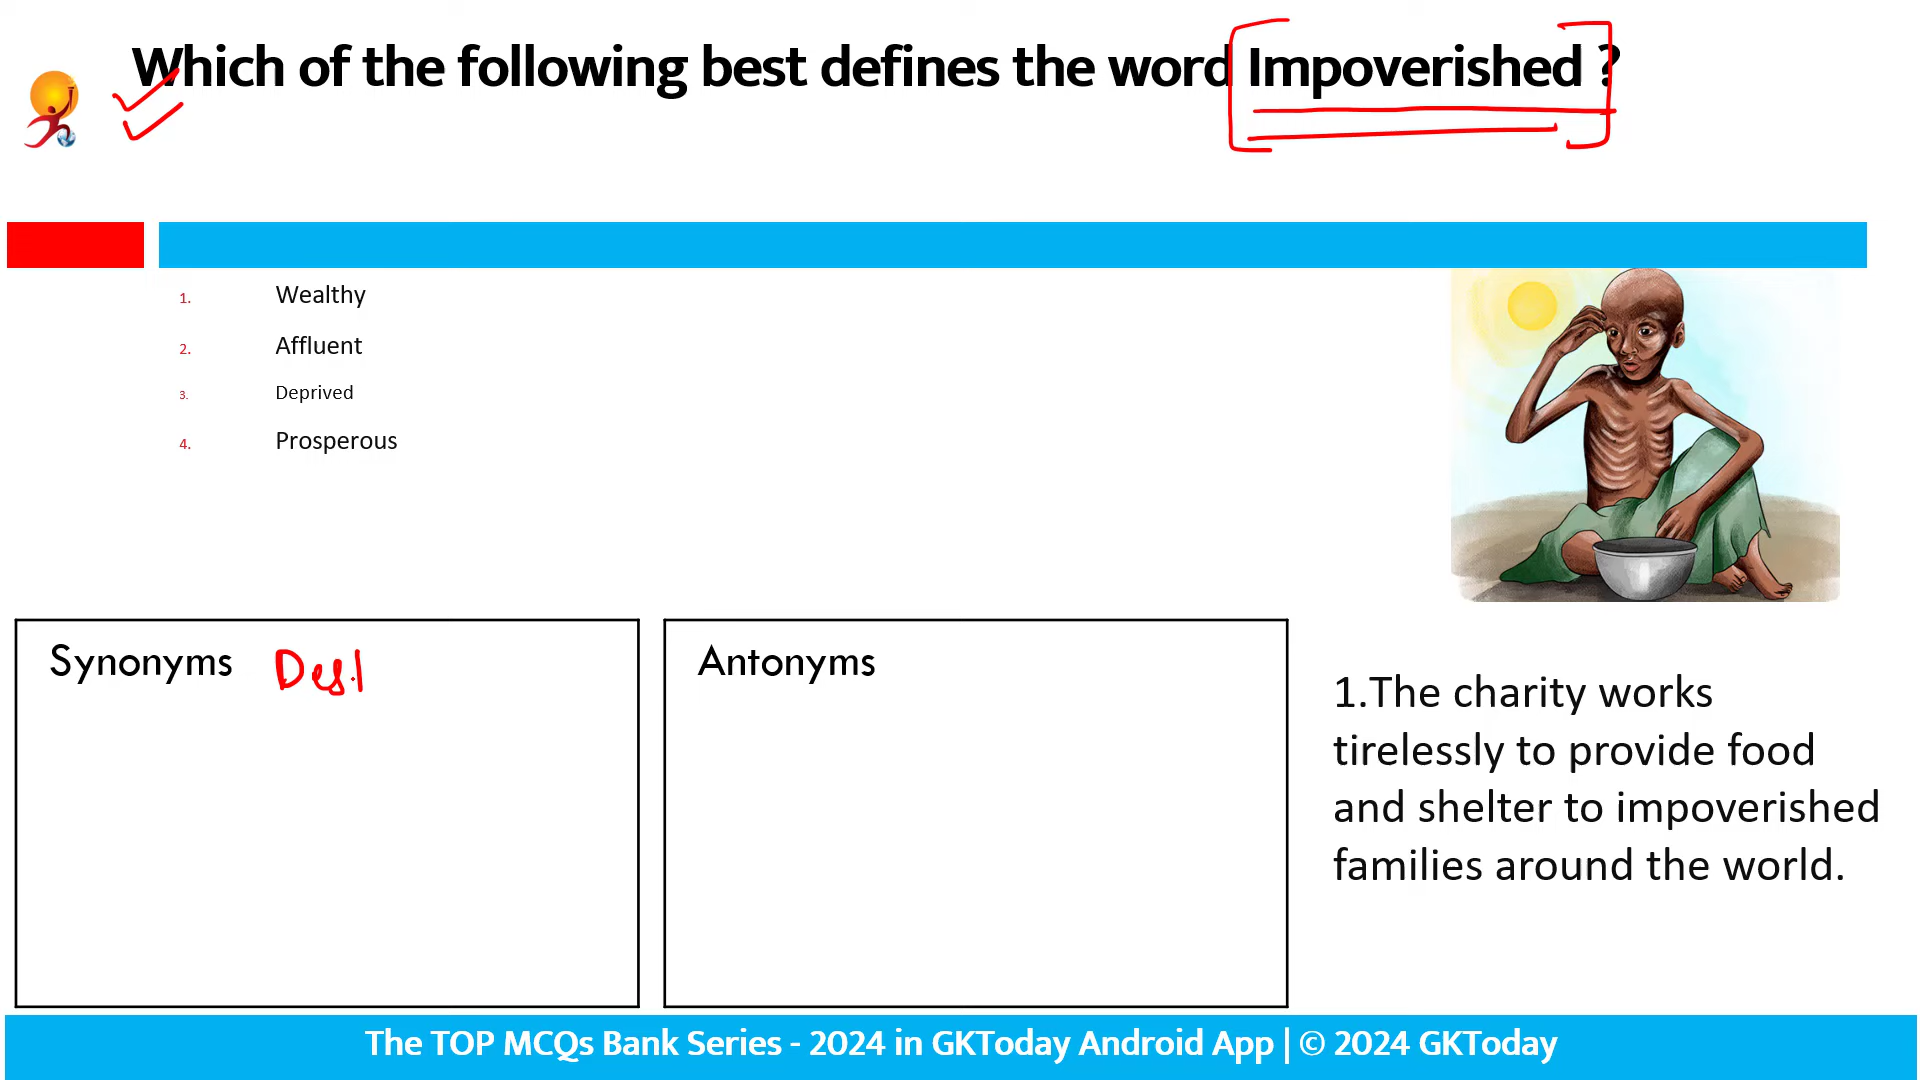 Which of the following best defines the word Impoverished ?
1. Wealthy
2. Affluent
3. Deprived
4. Prosperous
Synonyms
Antonyms
1.The charity works
tirelessly to provide food
and shelter to impoverished
families around the world.
The TOP MCQs Bank Series - 2024 in GKToday Android App | © 2024 GKToday